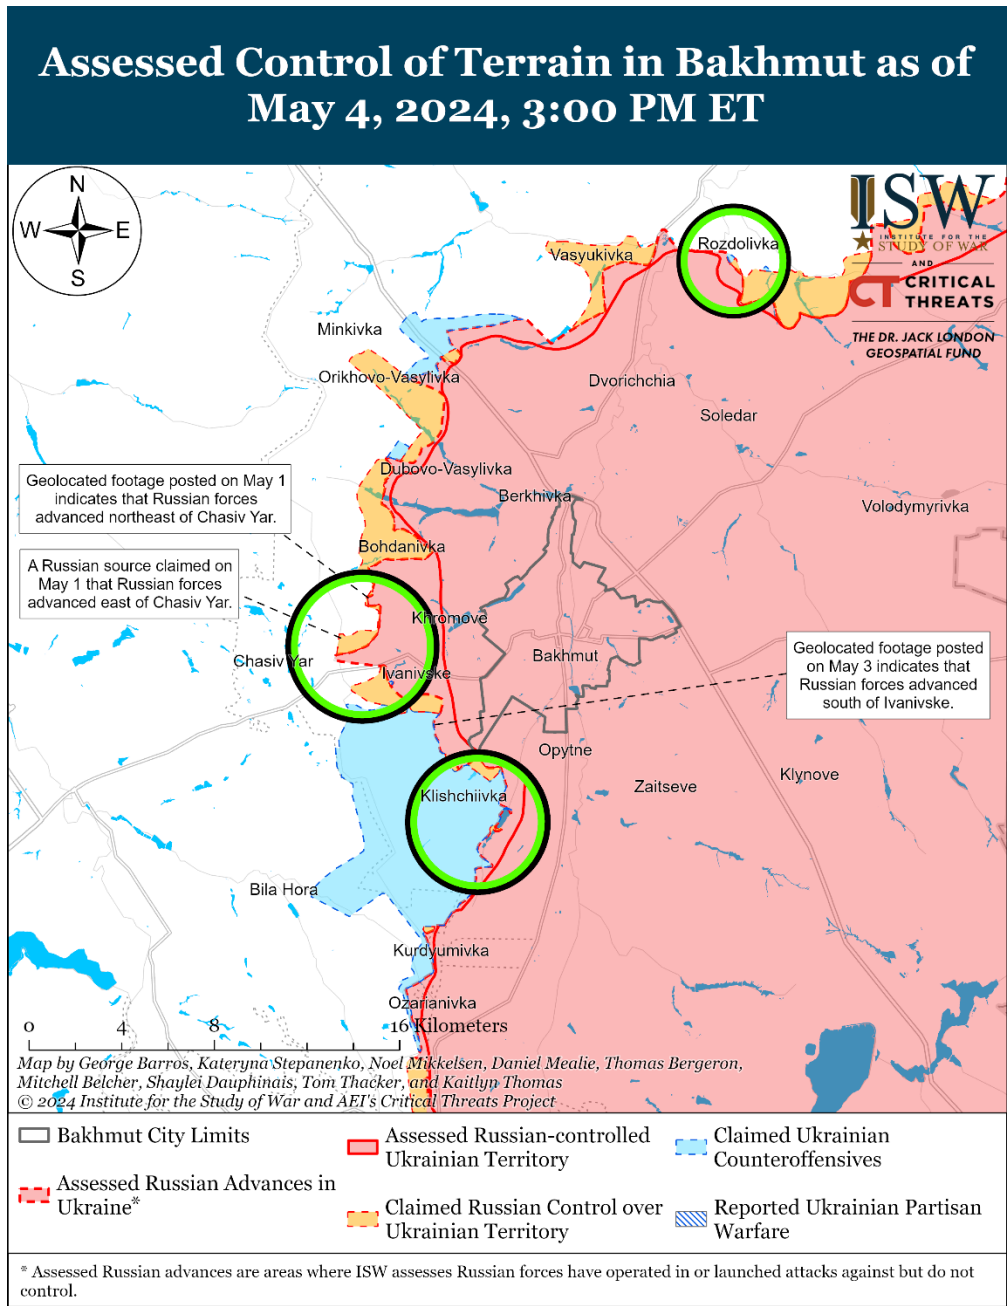 Assessed Control of Terrain in Bakhmut as of
May 4, 2024, 3:00 PM ET
N
W
E
S
ISW
INSTITUTE FOR THE
STUDY OF WAR
AND
CT CRITICAL
THREATS
THE DR. JACK LONDON
GEOSPATIAL FUND
Rozdolivka
Vasyukivka
Minkivka
Orikhovo-Vasylivka
Dvorichchia
Soledar
Geolocated footage posted on May 1
indicates that Russian forces
advanced northeast of Chasiv Yar.
Dubovo-Vasylivka
Berkhivka
Volodymyrivka
Bohdanivka
A Russian source claimed on
May 1 that Russian forces
advanced east of Chasiv Yar.
Khromove
Chasiv Yar
Ivanivske
Bakhmut
Geolocated footage posted
on May 3 indicates that
Russian forces advanced
south of Ivanivske.
Opytne
Klishchiivka
Zaitseve
Klynove
Bila Hora
Kurdyumivka
Ozarianivka
0
4
8
16 Kilometers
Map by George Barros, Kateryna Stepanenko, Noel Mikkelsen, Daniel Mealie, Thomas Bergeron,
Mitchell Belcher, Shaylei Dauphinais, Tom Thacker, and Kaitlyn Thomas
© 2024 Institute for the Study of War and AEI's Critical Threats Project
Bakhmut City Limits
Assessed Russian Advances in
Ukraine*
Assessed Russian-controlled
Ukrainian Territory
Claimed Russian Control over
Ukrainian Territory
Claimed Ukrainian
Counteroffensives
Reported Ukrainian Partisan
Warfare
* Assessed Russian advances are areas where ISW assesses Russian forces have operated in or launched attacks against but do not
control.